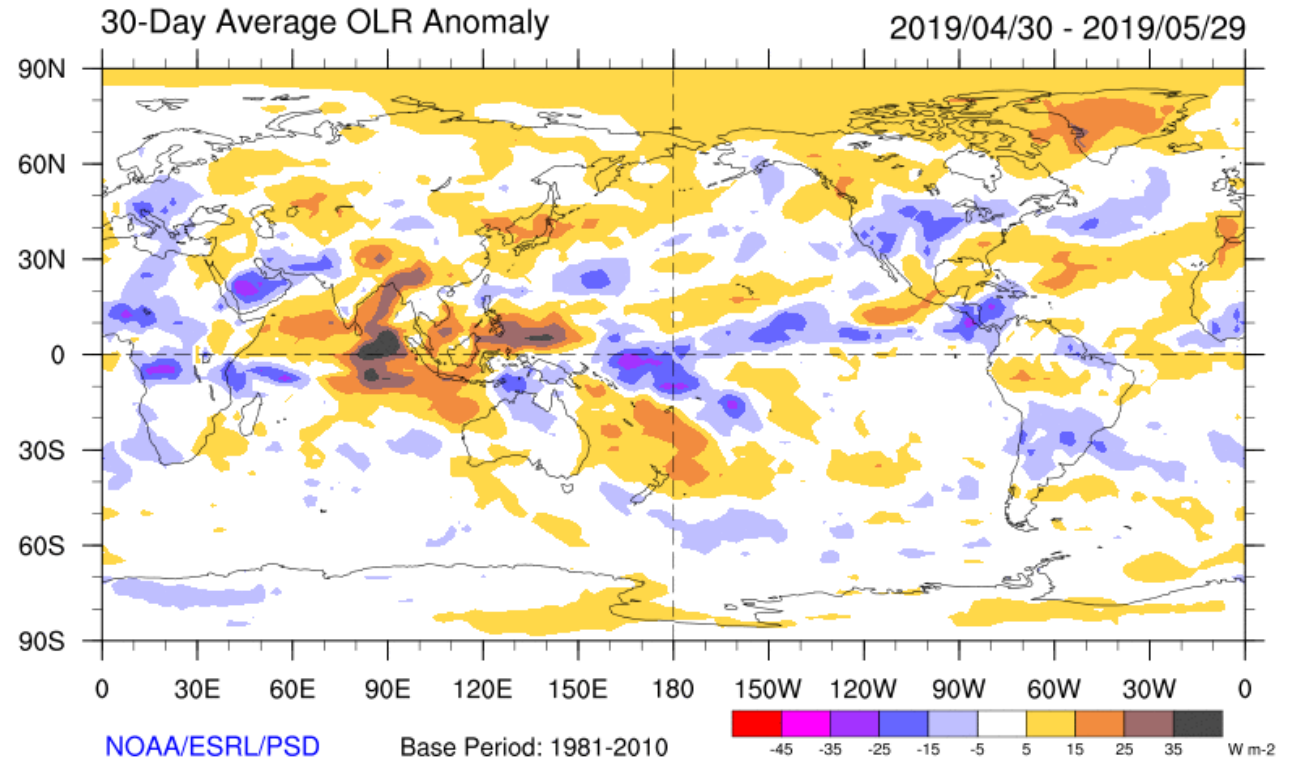 30-Day Average OLR Anomaly
2019/04/30 - 2019/05/29
90N
60N
30N
0
30S
60S
90S
0 30E 60E 90E 120E 150E 180 150W 120W 90W 60W 30W 0
-45 -35 -25 -15 -5 5 15 25 35 W m-2
NOAA/ESRL/PSD
Base Period: 1981-2010